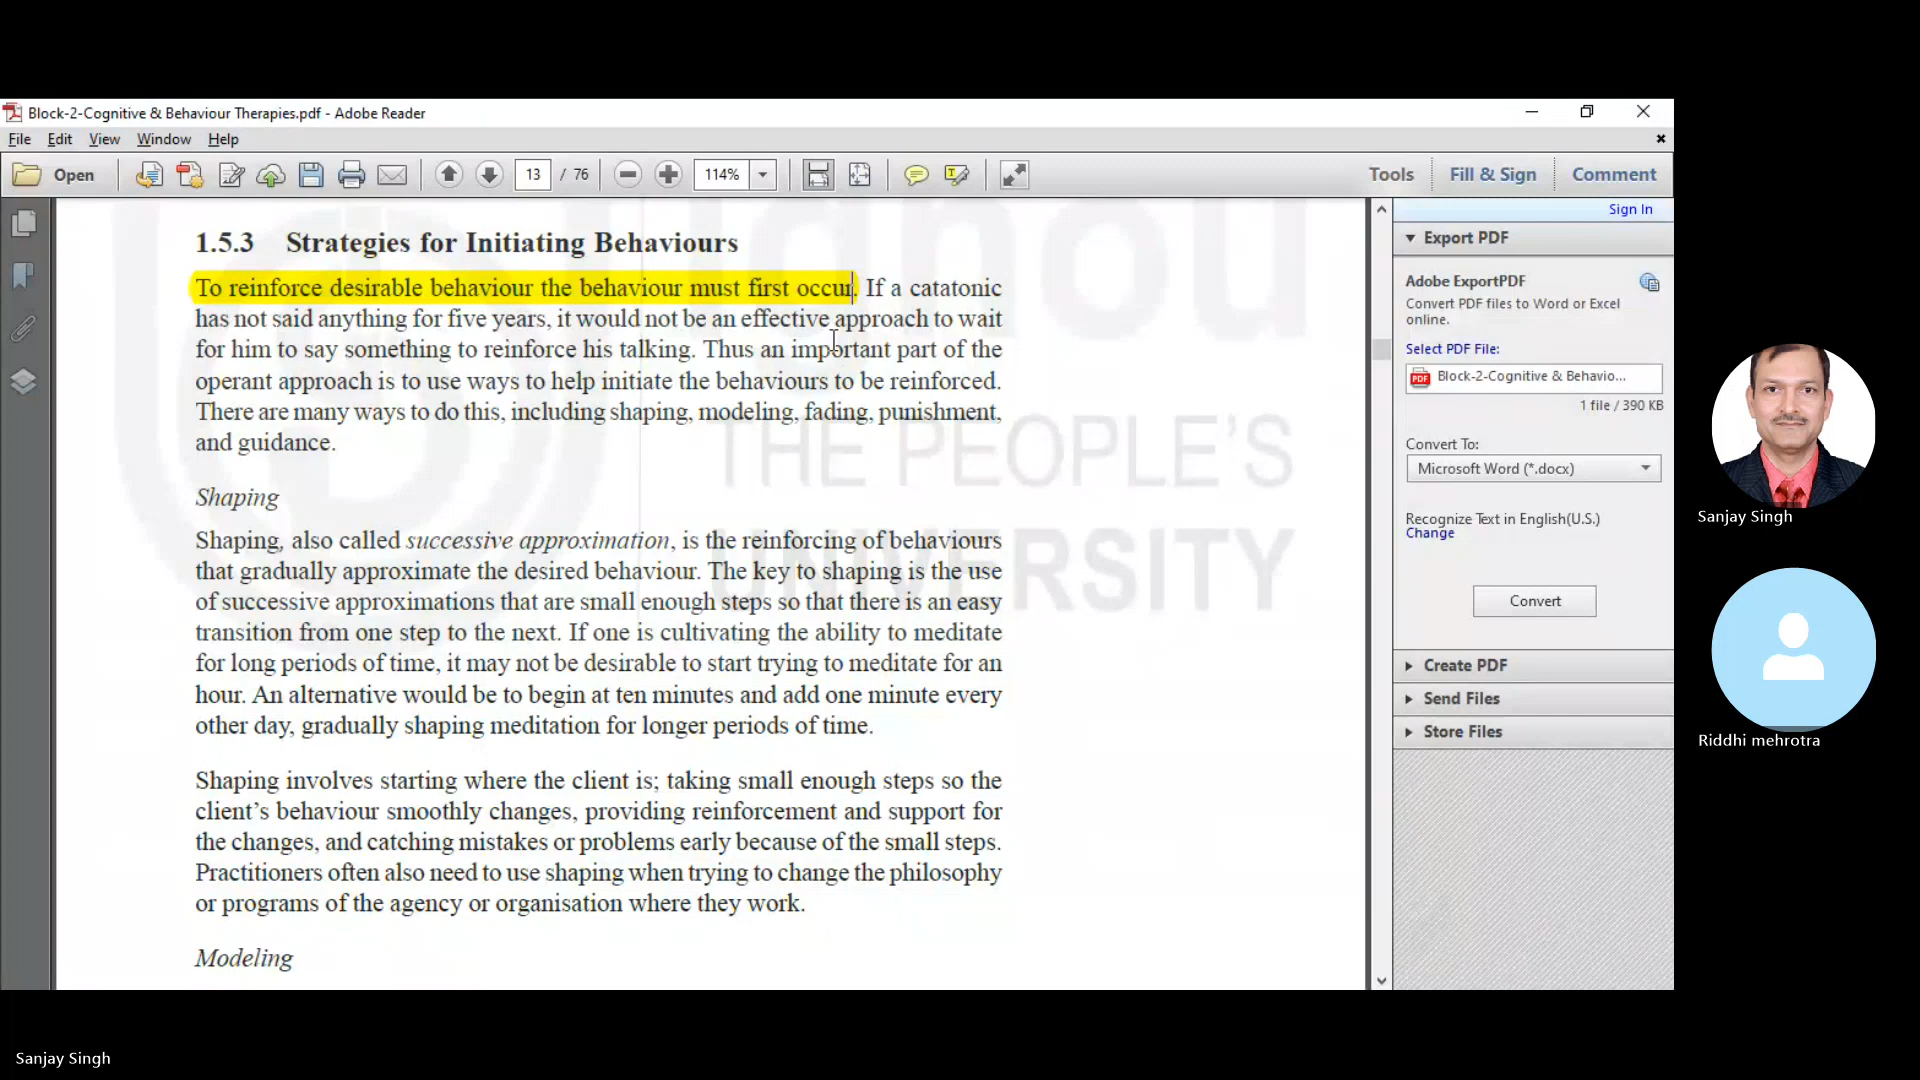 Block-2-Cognitive & Behaviour Therapies.pdf - Adobe Reader
File Edit View Window Help
Open 13 / 76 114% Tools Fill & Sign Comment
Sign In
ignou
THE PEOPLE'S
UNIVERSITY
1.5.3 Strategies for Initiating Behaviours
To reinforce desirable behaviour the behaviour must first occur. If a catatonic
has not said anything for five years, it would not be an effective approach to wait
for him to say something to reinforce his talking. Thus an important part of the
operant approach is to use ways to help initiate the behaviours to be reinforced.
There are many ways to do this, including shaping, modeling, fading, punishment,
and guidance.
Shaping
Shaping, also called successive approximation, is the reinforcing of behaviours
that gradually approximate the desired behaviour. The key to shaping is the use
of successive approximations that are small enough steps so that there is an easy
transition from one step to the next. If one is cultivating the ability to meditate
for long periods of time, it may not be desirable to start trying to meditate for an
hour. An alternative would be to begin at ten minutes and add one minute every
other day, gradually shaping meditation for longer periods of time.
Shaping involves starting where the client is; taking small enough steps so the
client's behaviour smoothly changes, providing reinforcement and support for
the changes, and catching mistakes or problems early because of the small steps.
Practitioners often also need to use shaping when trying to change the philosophy
or programs of the agency or organisation where they work.
Modeling
Export PDF
Adobe ExportPDF
Convert PDF files to Word or Excel
online.
Select PDF File:
PDF Block-2-Cognitive & Behavio...
1 file / 390 KB
Convert To:
Microsoft Word (*.docx)
Recognize Text in English(U.S.)
Change
Convert
Create PDF
Send Files
Store Files
Sanjay Singh
Riddhi mehrotra
Sanjay Singh